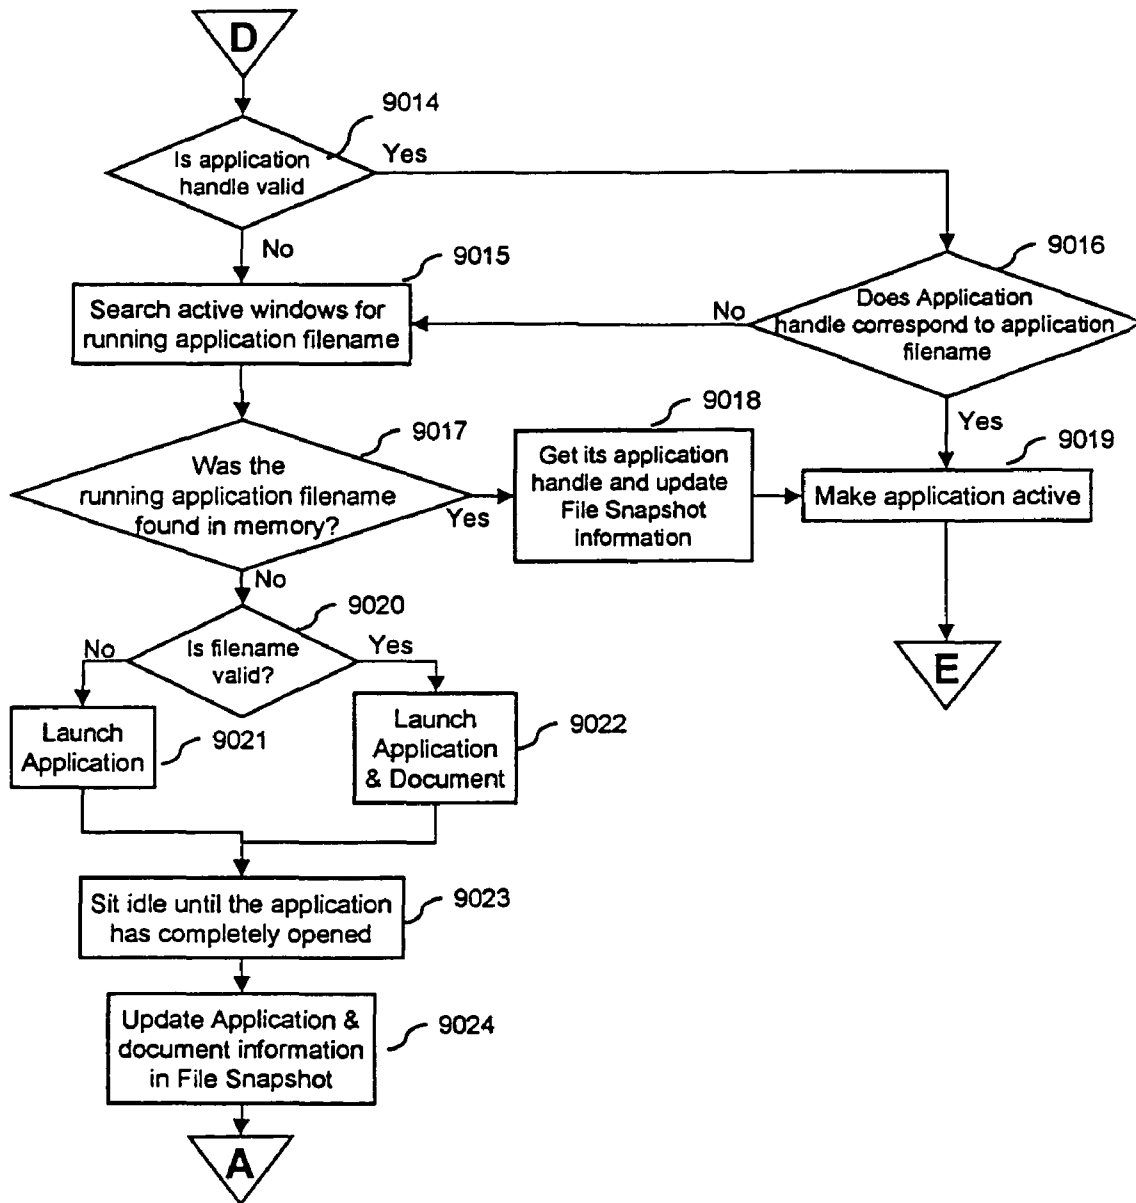 D
9014
Is application
handle valid
Yes
No
9015
Search active windows for
running application filename
9016
Does Application
handle correspond to application
filename
No
Yes
9017
Was the
running application filename
found in memory?
Yes
No
9018
Get its application
handle and update
File Snapshot
information
9019
Make application active
E
9020
Is filename
valid?
No
Yes
Launch
Application
9021
Launch
Application
& Document
9022
Sit idle until the application
has completely opened
9023
Update Application &
document information
in File Snapshot
9024
A